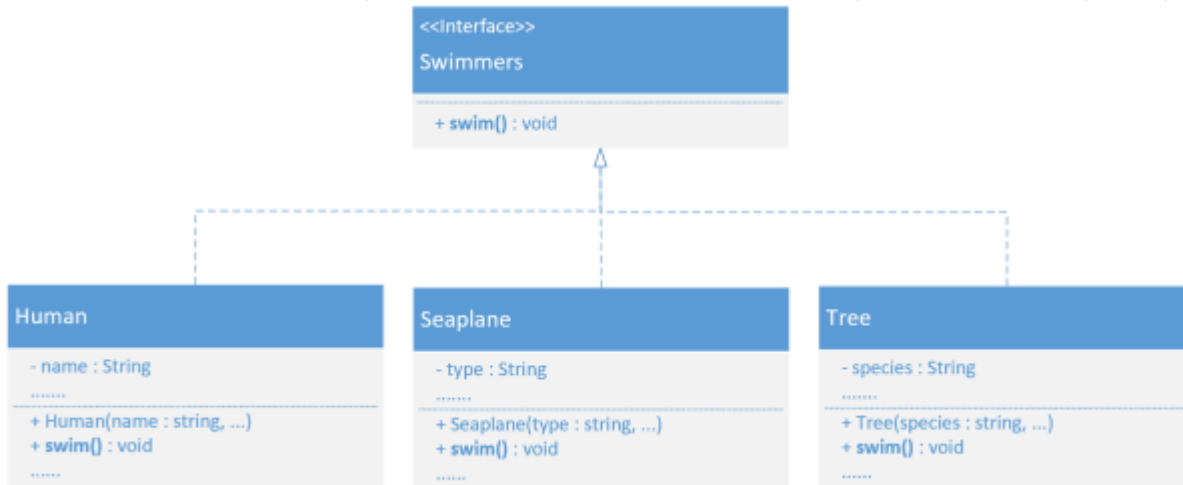 <<Interface>>
Swimmers
+ swim() : void
Human
- name : String
.......
+ Human(name : string, ...)
+ swim() : void
......
Seaplane
- type : String
.......
+ Seaplane(type : string, ...)
+ swim() : void
......
Tree
- species : String
.......
+ Tree(species : string, ...)
+ swim() : void
......